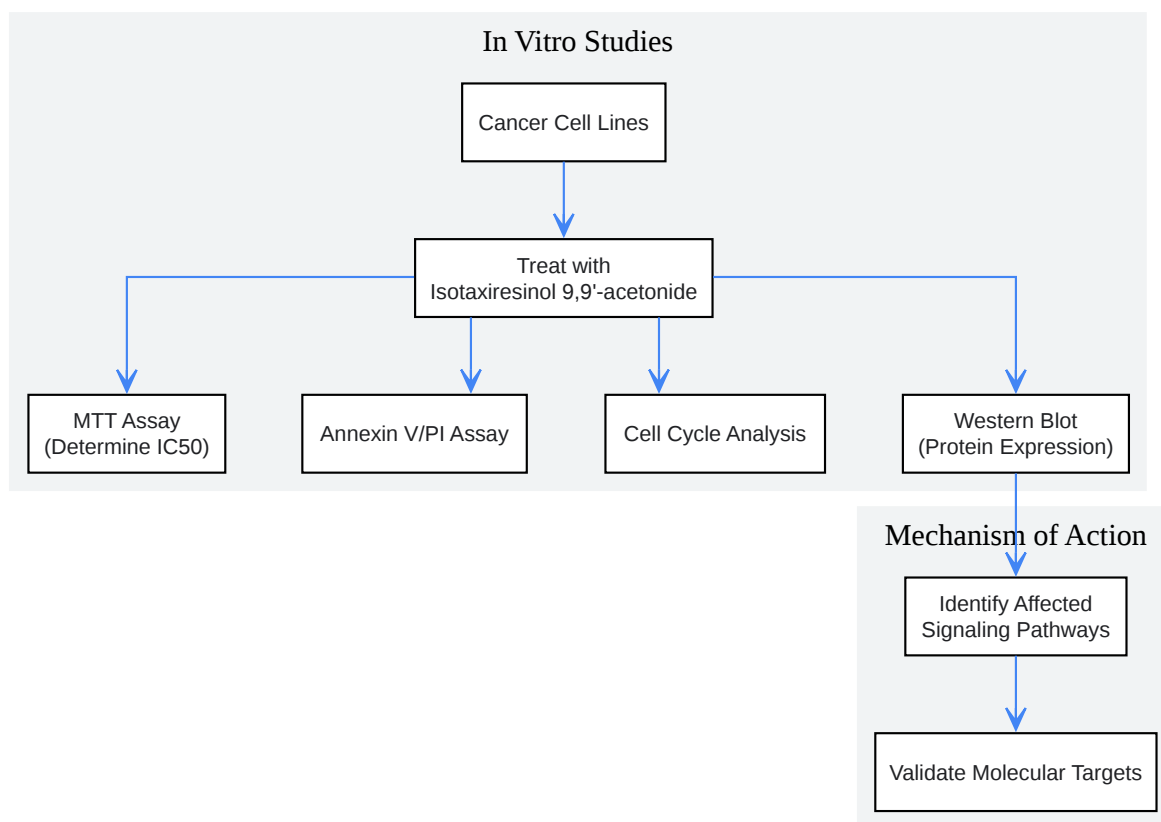 In Vitro Studies
Cancer Cell Lines
Treat with
Isotaxiresinol 9,9'-acetonide
MTT Assay
(Determine IC50)
Annexin V/PI Assay
Cell Cycle Analysis
Western Blot
(Protein Expression)
Mechanism of Action
Identify Affected
Signaling Pathways
Validate Molecular Targets